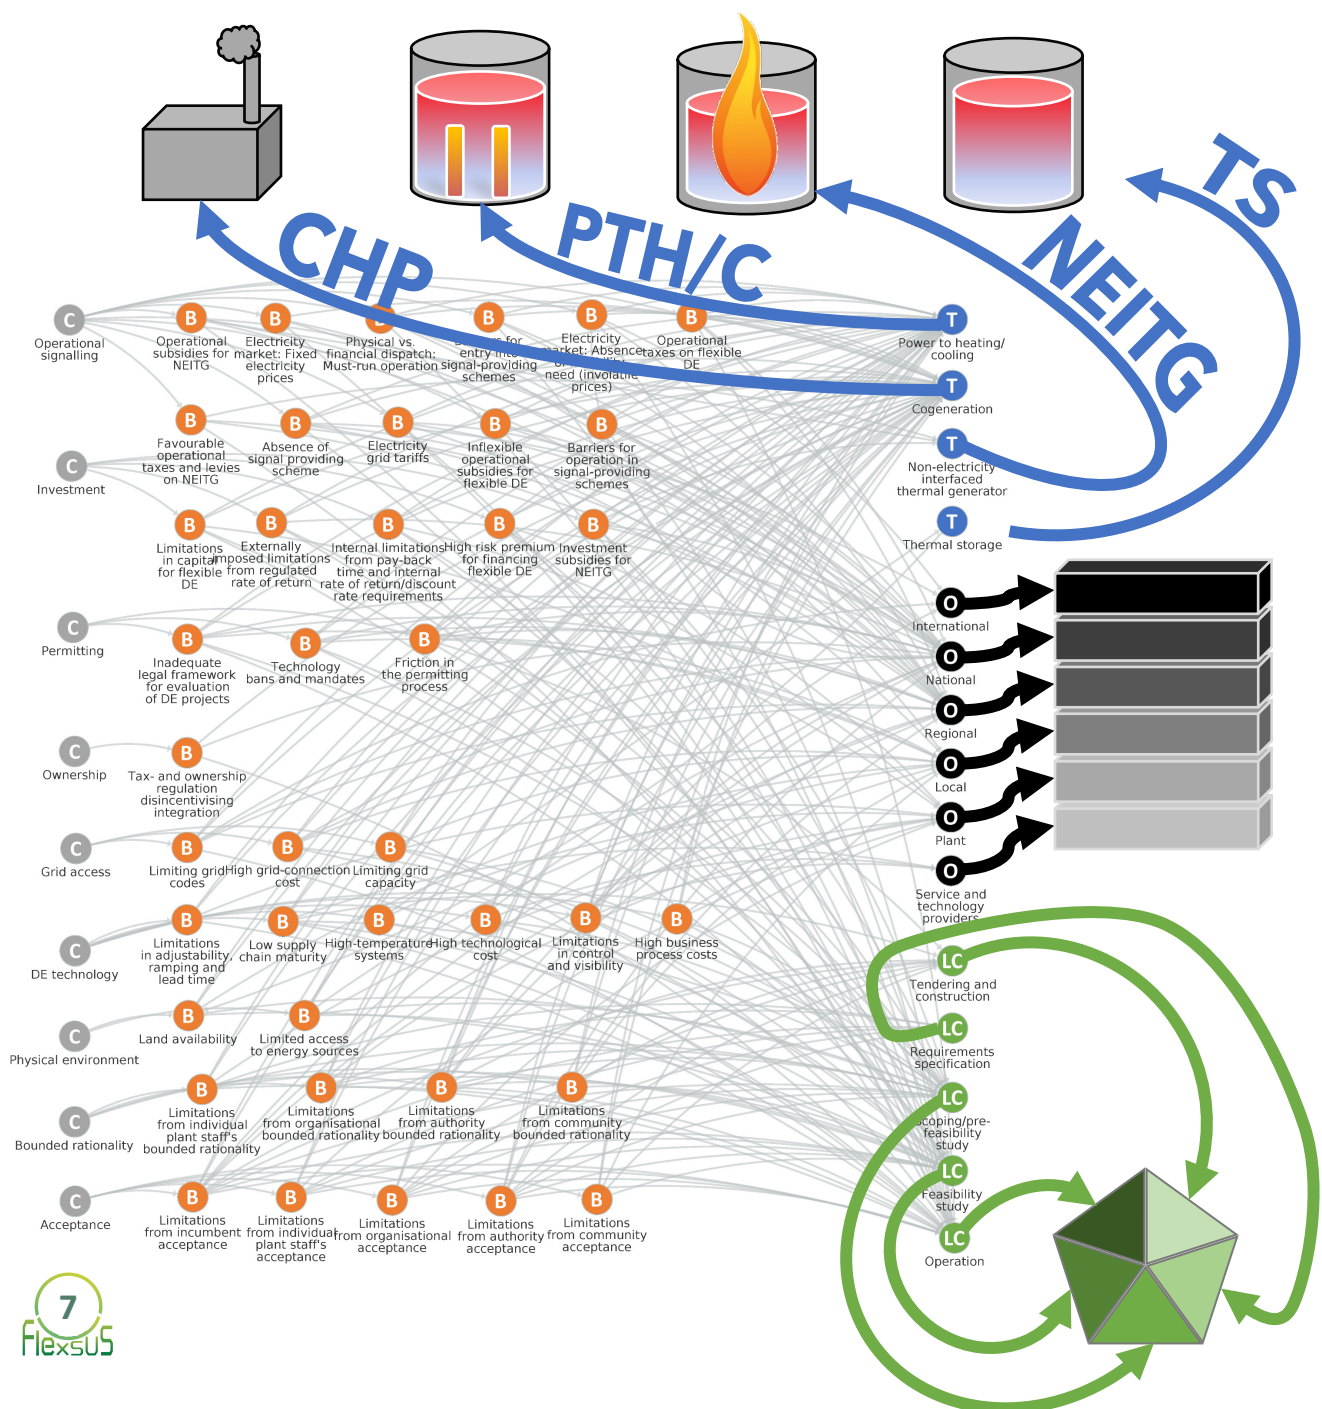 TS
CHP
PTH/C
NEITG
C
Operational
signalling
B
Operational
subsidies for
NEITG
B
Electricity
market: Fixed
electricity
prices
B
Physical vs.
financial dispatch:
Must-run operation
B
for
entry into
signal-providing
schemes
B
Electricity
market: Absence
need (involatile
prices)
B
Operational
taxes on flexible
DE
T
Power to heating/
cooling
T
Cogeneration
B
Favourable
operational
taxes and levies
on NEITG
B
Absence of
signal providing
scheme
B
Electricity
grid tariffs
B
Inflexible
operational
subsidies for
flexible DE
B
Barriers for
operation in
signal-providing
schemes
T
Non-electricity
interfaced
thermal generator
C
Investment
B
Limitations
in capital
for flexible
DE
B
Externally
imposed limitations
from regulated
rate of return
B
Internal limitations
from pay-back
time and internal
rate of return/discount
rate requirements
B
High risk premium
for financing
flexible DE
B
Investment
subsidies for
NEITG
T
Thermal storage
C
Permitting
B
Inadequate
legal framework
for evaluation
of DE projects
B
Technology
bans and mandates
B
Friction in
the permitting
process
O
International
O
National
O
Regional
O
Local
O
Plant
O
Service and
technology
providers
C
Ownership
B
Tax- and ownership
regulation
disincentivising
integration
C
Grid access
B
Limiting grid
codes
B
High grid-connection
cost
B
Limiting grid
capacity
C
DE technology
B
Limitations
in adjustability,
ramping and
lead time
B
Low supply
chain maturity
B
High-temperature
systems
B
High technological
cost
B
Limitations
in control
and visibility
B
High business
process costs
LC
Tendering and
construction
C
Physical environment
B
Land availability
B
Limited access
to energy sources
LC
Requirements
specification
C
Bounded rationality
B
Limitations
from individual
plant staff's
bounded rationality
B
Limitations
from organisational
bounded rationality
B
Limitations
from authority
bounded rationality
B
Limitations
from community
bounded rationality
LC
Scoping/pre-
feasibility
study
LC
Feasibility
study
C
Acceptance
B
Limitations
from incumbent
acceptance
B
Limitations
from individual
plant staff's
acceptance
B
Limitations
from organisational
acceptance
B
Limitations
from authority
acceptance
B
Limitations
from community
acceptance
LC
Operation
7
FlexSUS